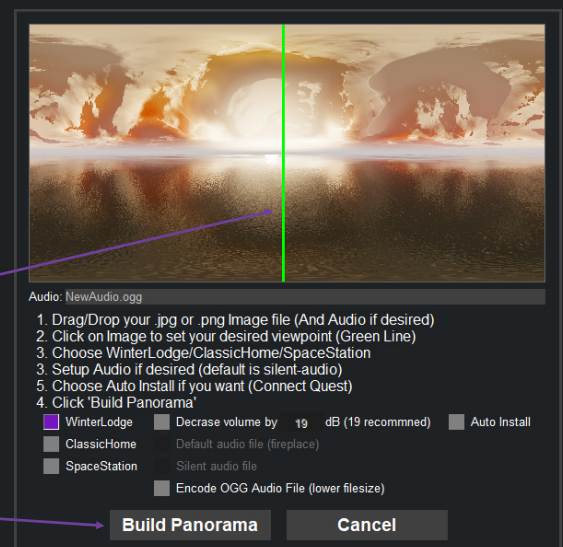 Audio: NewAudio.ogg
1. Drag/Drop your .jpg or .png Image file (And Audio if desired)
2. Click on Image to set your desired viewpoint (Green Line)
3. Choose WinterLodge/ClassicHome/SpaceStation
3. Setup Audio if desired (default is silent-audio)
5. Choose Auto Install if you want (Connect Quest)
4. Click 'Build Panorama'
WinterLodge Decrase volume by 19 dB (19 recommned) Auto Install
ClassicHome Default audio file (fireplace)
SpaceStation Silent audio file
Encode OGG Audio File (lower filesize)
Build Panorama Cancel